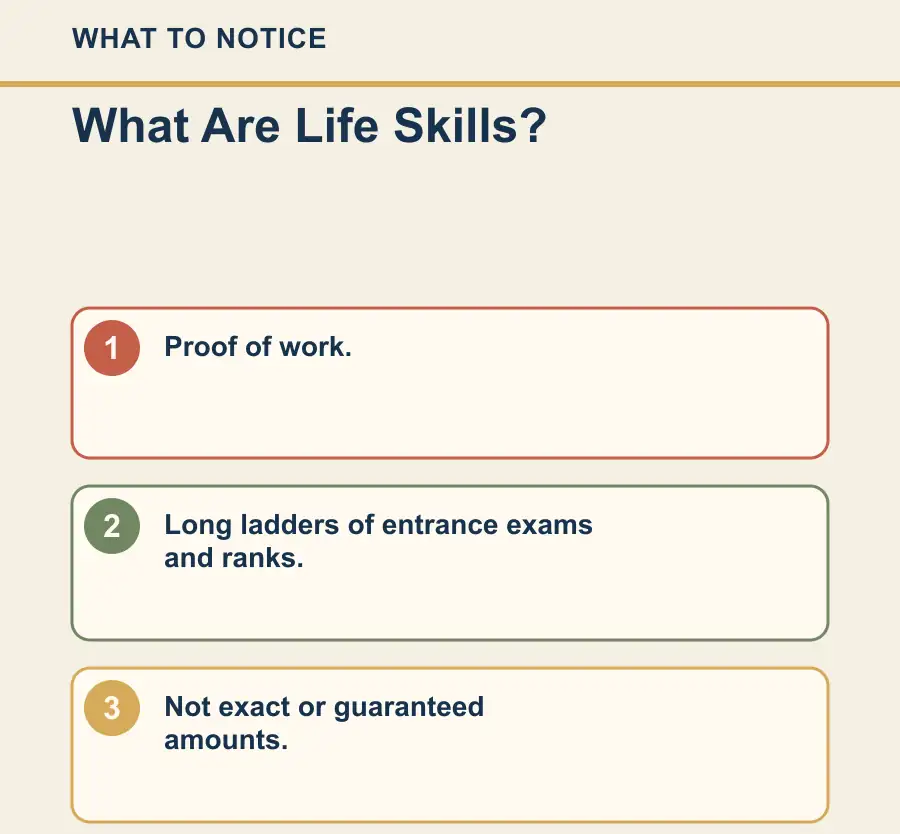 WHAT TO NOTICE
What Are Life Skills?
1
Proof of work.
2
Long ladders of entrance exams
and ranks.
3
Not exact or guaranteed
amounts.